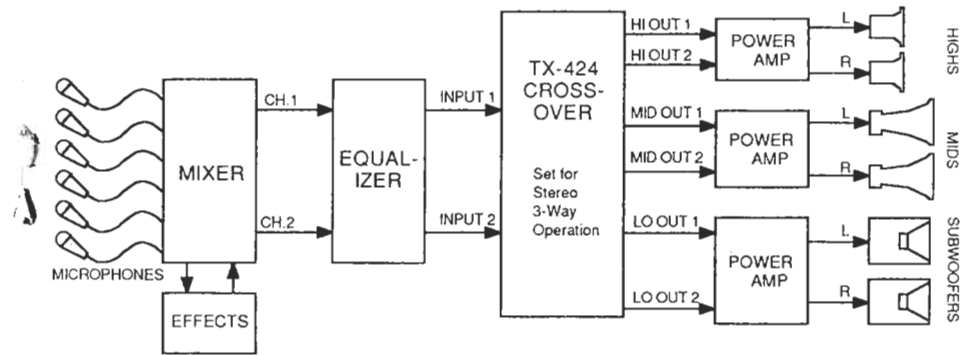 MICROPHONES
MIXER
EFFECTS
CH.1
CH.2
EQUAL-
IZER
INPUT 1
INPUT 2
TX-424
CROSS-
OVER
Set for
Stereo
3-Way
Operation
HI OUT 1
HI OUT 2
MID OUT 1
MID OUT 2
LO OUT 1
LO OUT 2
POWER
AMP
L
R
HIGHS
POWER
AMP
L
R
MIDS
POWER
AMP
L
R
SUBWOOFERS